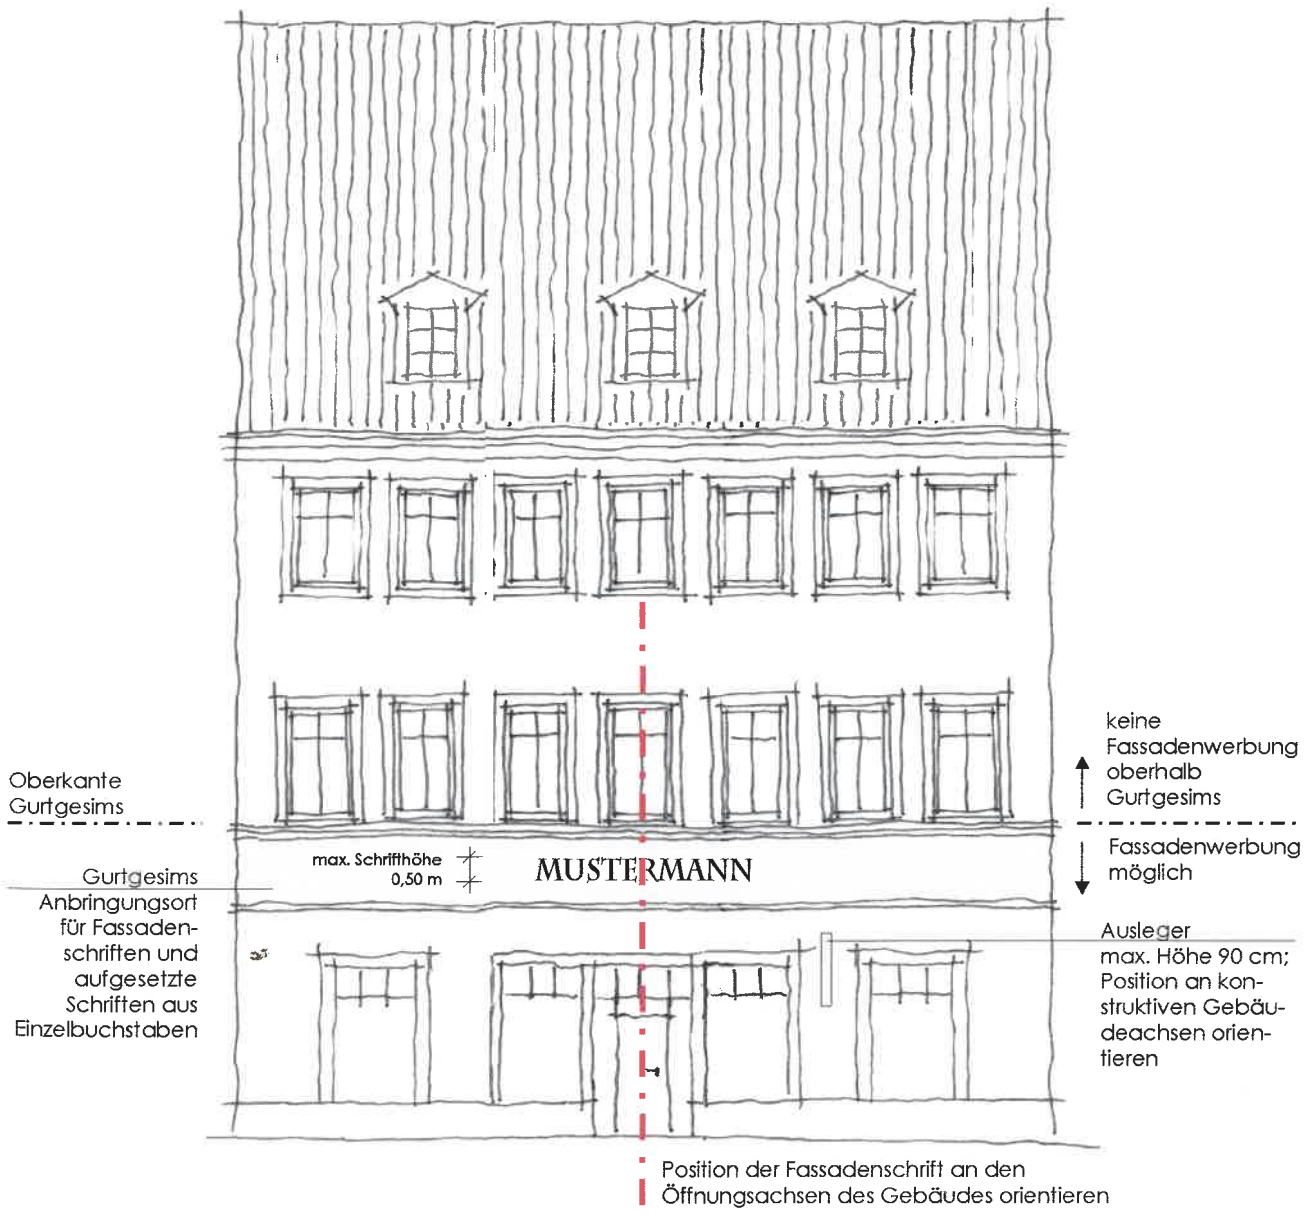 keine
Fassadenwerbung
oberhalb
Gurtgesims
Oberkante
Gurtgesims
Fassadenwerbung
möglich
max. Schrifthöhe
0,50 m
MUSTERMANN
Gurtgesims
Anbringungsort
für Fassaden-
schriften und
aufgesetzte
Schriften aus
Einzelbuchstaben
Ausleger
max. Höhe 90 cm;
Position an kon-
struktiven Gebäu-
deachsen orien-
tieren
Position der Fassadenschrift an den
Öffnungsachsen des Gebäudes orientieren